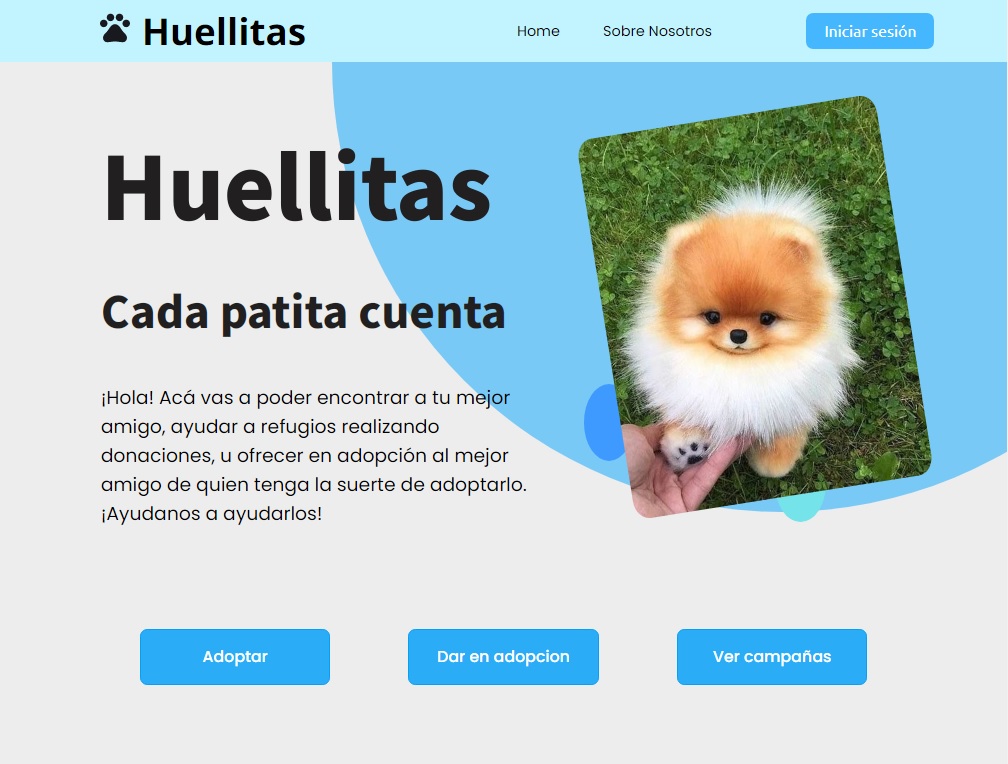 Huellitas
Home
Sobre Nosotros
Iniciar sesión
Huellitas
Cada patita cuenta
¡Hola! Acá vas a poder encontrar a tu mejor
amigo, ayudar a refugios realizando
donaciones, u ofrecer en adopción al mejor
amigo de quien tenga la suerte de adoptarlo.
¡Ayudanos a ayudarlos!
Adoptar
Dar en adopcion
Ver campañas